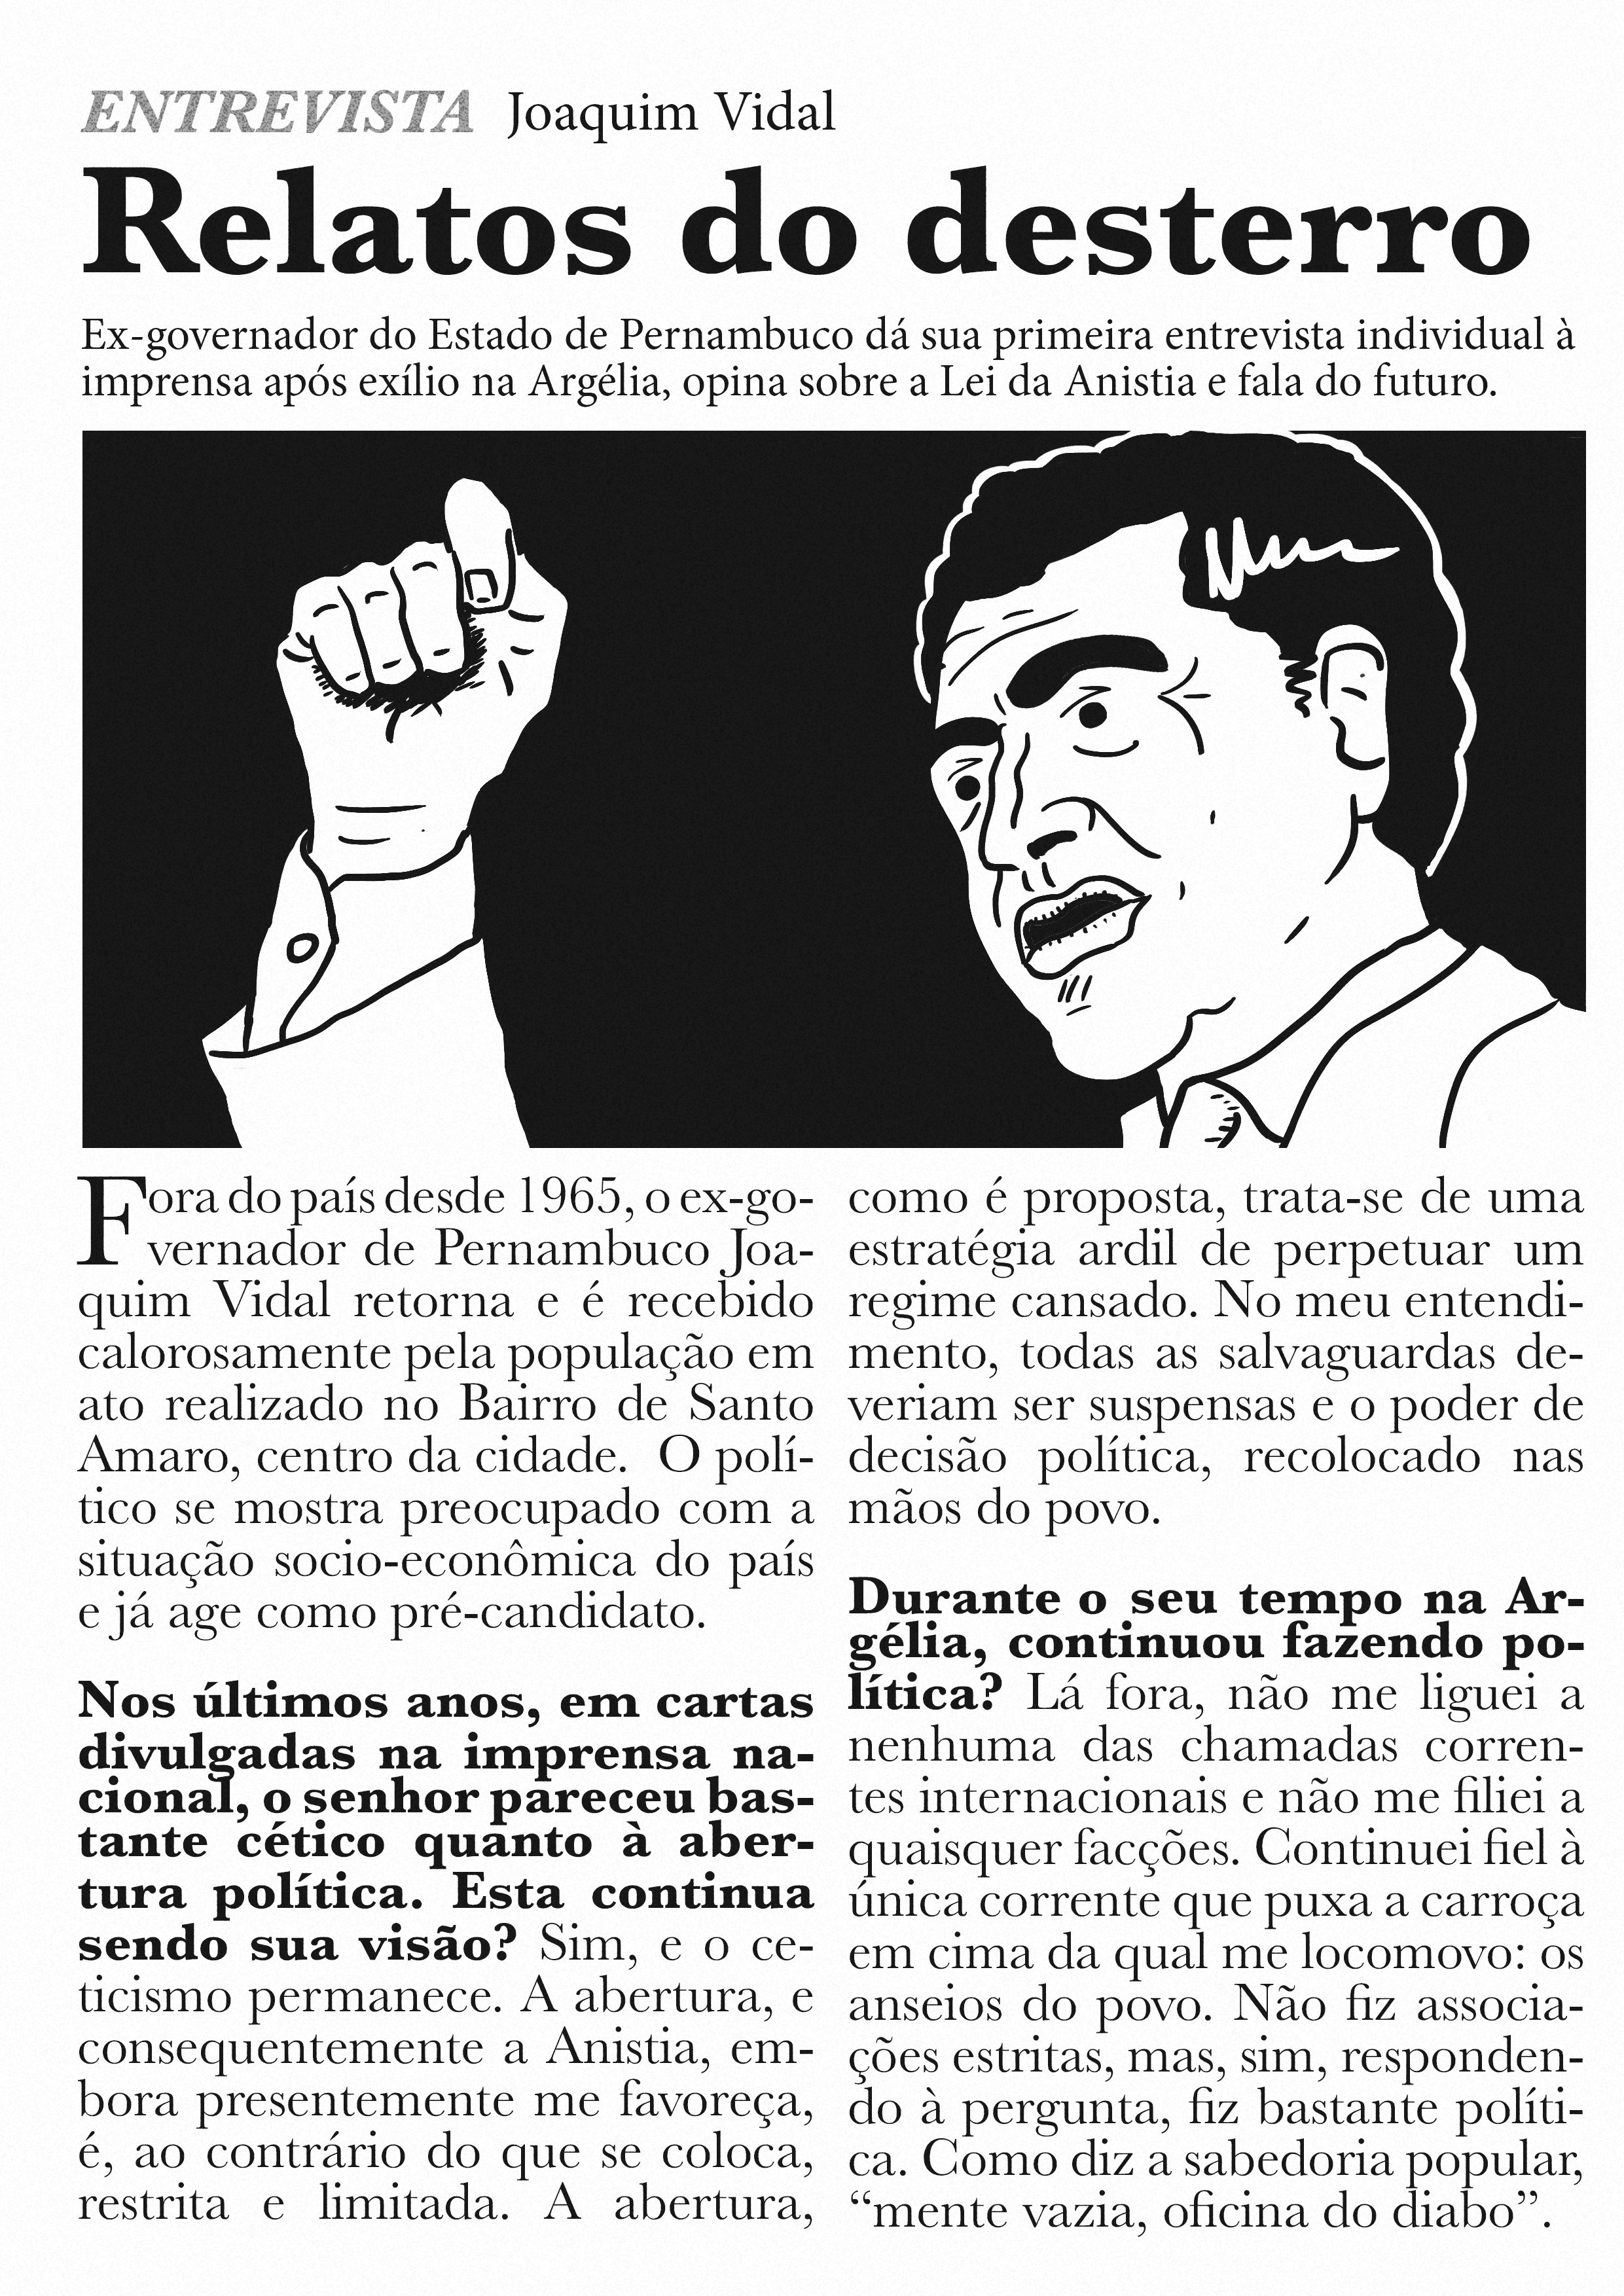 ENTREVISTA Joaquim Vidal
Relatos do desterro
Ex-governador do Estado de Pernambuco dá sua primeira entrevista individual à
imprensa após exílio na Argélia, opina sobre a Lei da Anistia e fala do futuro.
Fora do país desde 1965, o ex-go-
vernador de Pernambuco Joa-
quim Vidal retorna e é recebido
calorosamente pela população em
ato realizado no Bairro de Santo
Amaro, centro da cidade. O polí-
tico se mostra preocupado com a
situação socio-econômica do país
e já age como pré-candidato.
Nos últimos anos, em cartas
divulgadas na imprensa na-
cional, o senhor pareceu bas-
tante cético quanto à aber-
tura política. Esta continua
sendo sua visão? Sim, e o ce-
ticismo permanece. A abertura, e
consequentemente a Anistia, em-
bora presentemente me favoreça,
é, ao contrário do que se coloca,
restrita e limitada. A abertura,
como é proposta, trata-se de uma
estratégia ardil de perpetuar um
regime cansado. No meu entendi-
mento, todas as salvaguardas de-
veriam ser suspensas e o poder de
decisão política, recolocado nas
mãos do povo.
Durante o seu tempo na Ar-
gélia, continuou fazendo po-
lítica? Lá fora, não me liguei a
nenhuma das chamadas corren-
tes internacionais e não me filiei a
quaisquer facções. Continuei fiel à
única corrente que puxa a carroça
em cima da qual me locomovo: os
anseios do povo. Não fiz associa-
ções estritas, mas, sim, responden-
do à pergunta, fiz bastante políti-
ca. Como diz a sabedoria popular,
“mente vazia, oficina do diabo”.